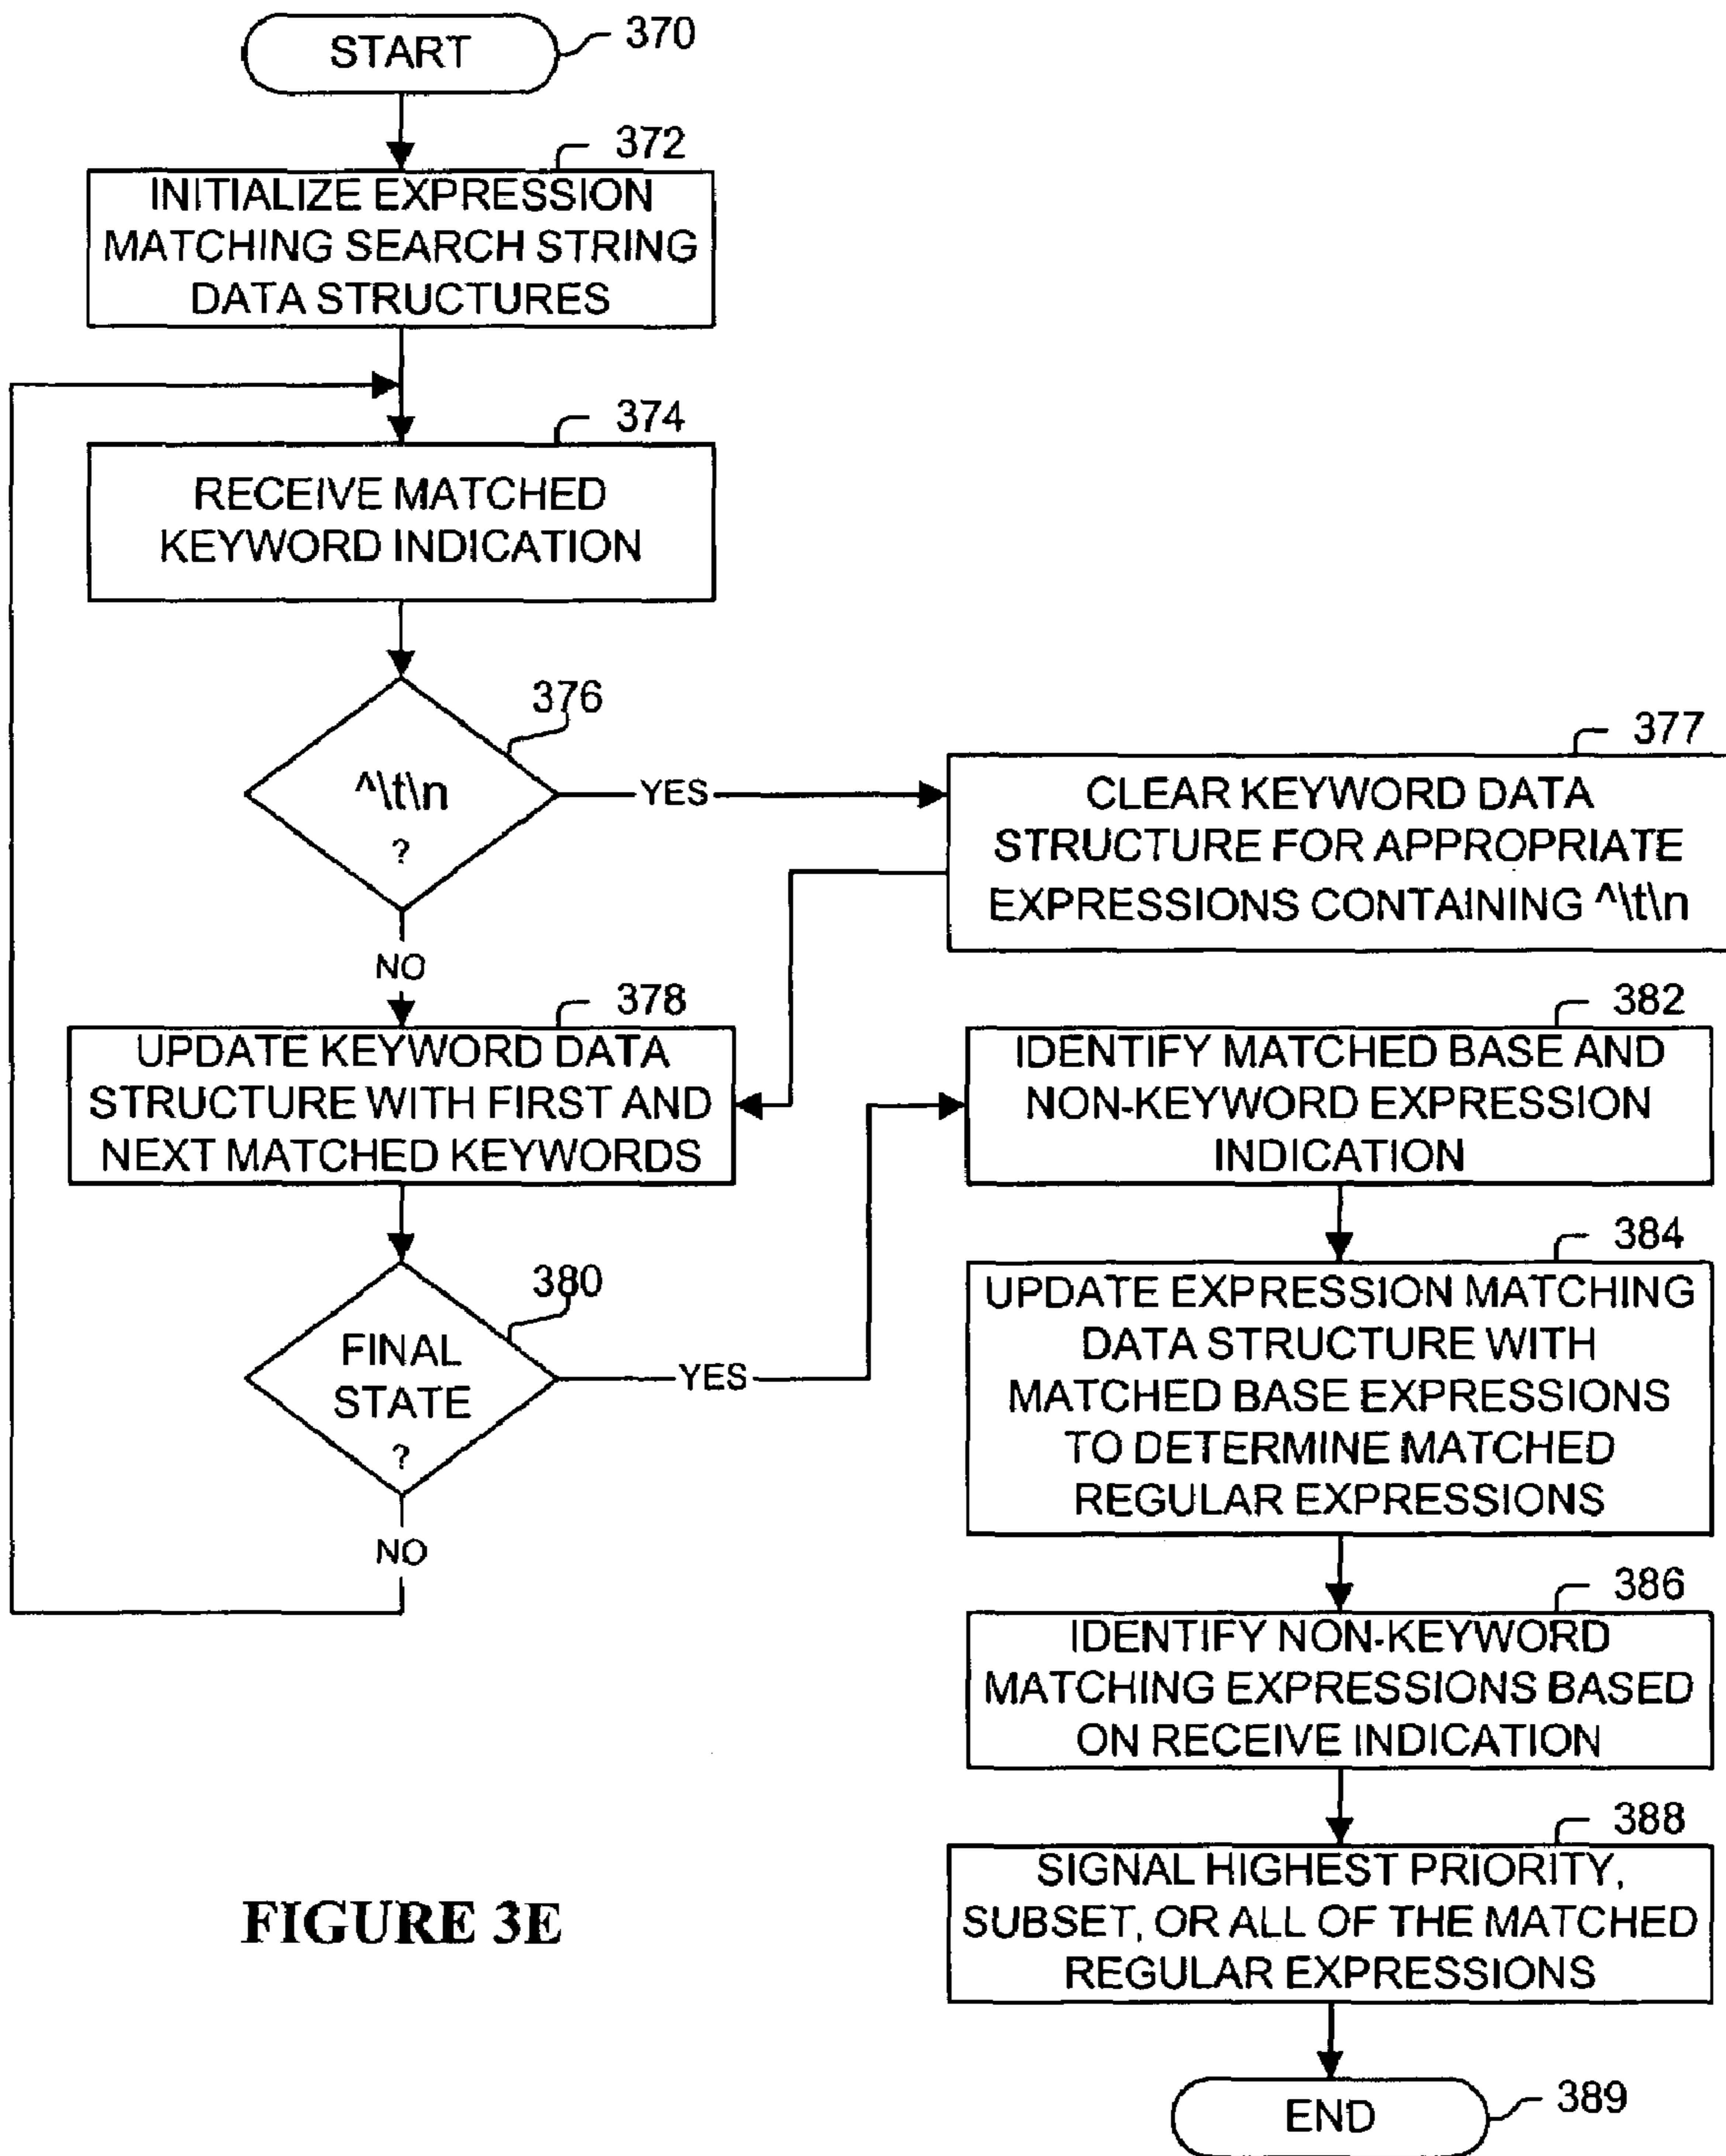 START
370
372
INITIALIZE EXPRESSION
MATCHING SEARCH STRING
DATA STRUCTURES
374
RECEIVE MATCHED
KEYWORD INDICATION
376
^\t\n
?
YES
NO
377
CLEAR KEYWORD DATA
STRUCTURE FOR APPROPRIATE
EXPRESSIONS CONTAINING ^\t\n
378
UPDATE KEYWORD DATA
STRUCTURE WITH FIRST AND
NEXT MATCHED KEYWORDS
380
FINAL
STATE
?
YES
NO
382
IDENTIFY MATCHED BASE AND
NON-KEYWORD EXPRESSION
INDICATION
384
UPDATE EXPRESSION MATCHING
DATA STRUCTURE WITH
MATCHED BASE EXPRESSIONS
TO DETERMINE MATCHED
REGULAR EXPRESSIONS
386
IDENTIFY NON-KEYWORD
MATCHING EXPRESSIONS BASED
ON RECEIVE INDICATION
388
SIGNAL HIGHEST PRIORITY,
SUBSET, OR ALL OF THE MATCHED
REGULAR EXPRESSIONS
END
389
FIGURE 3E